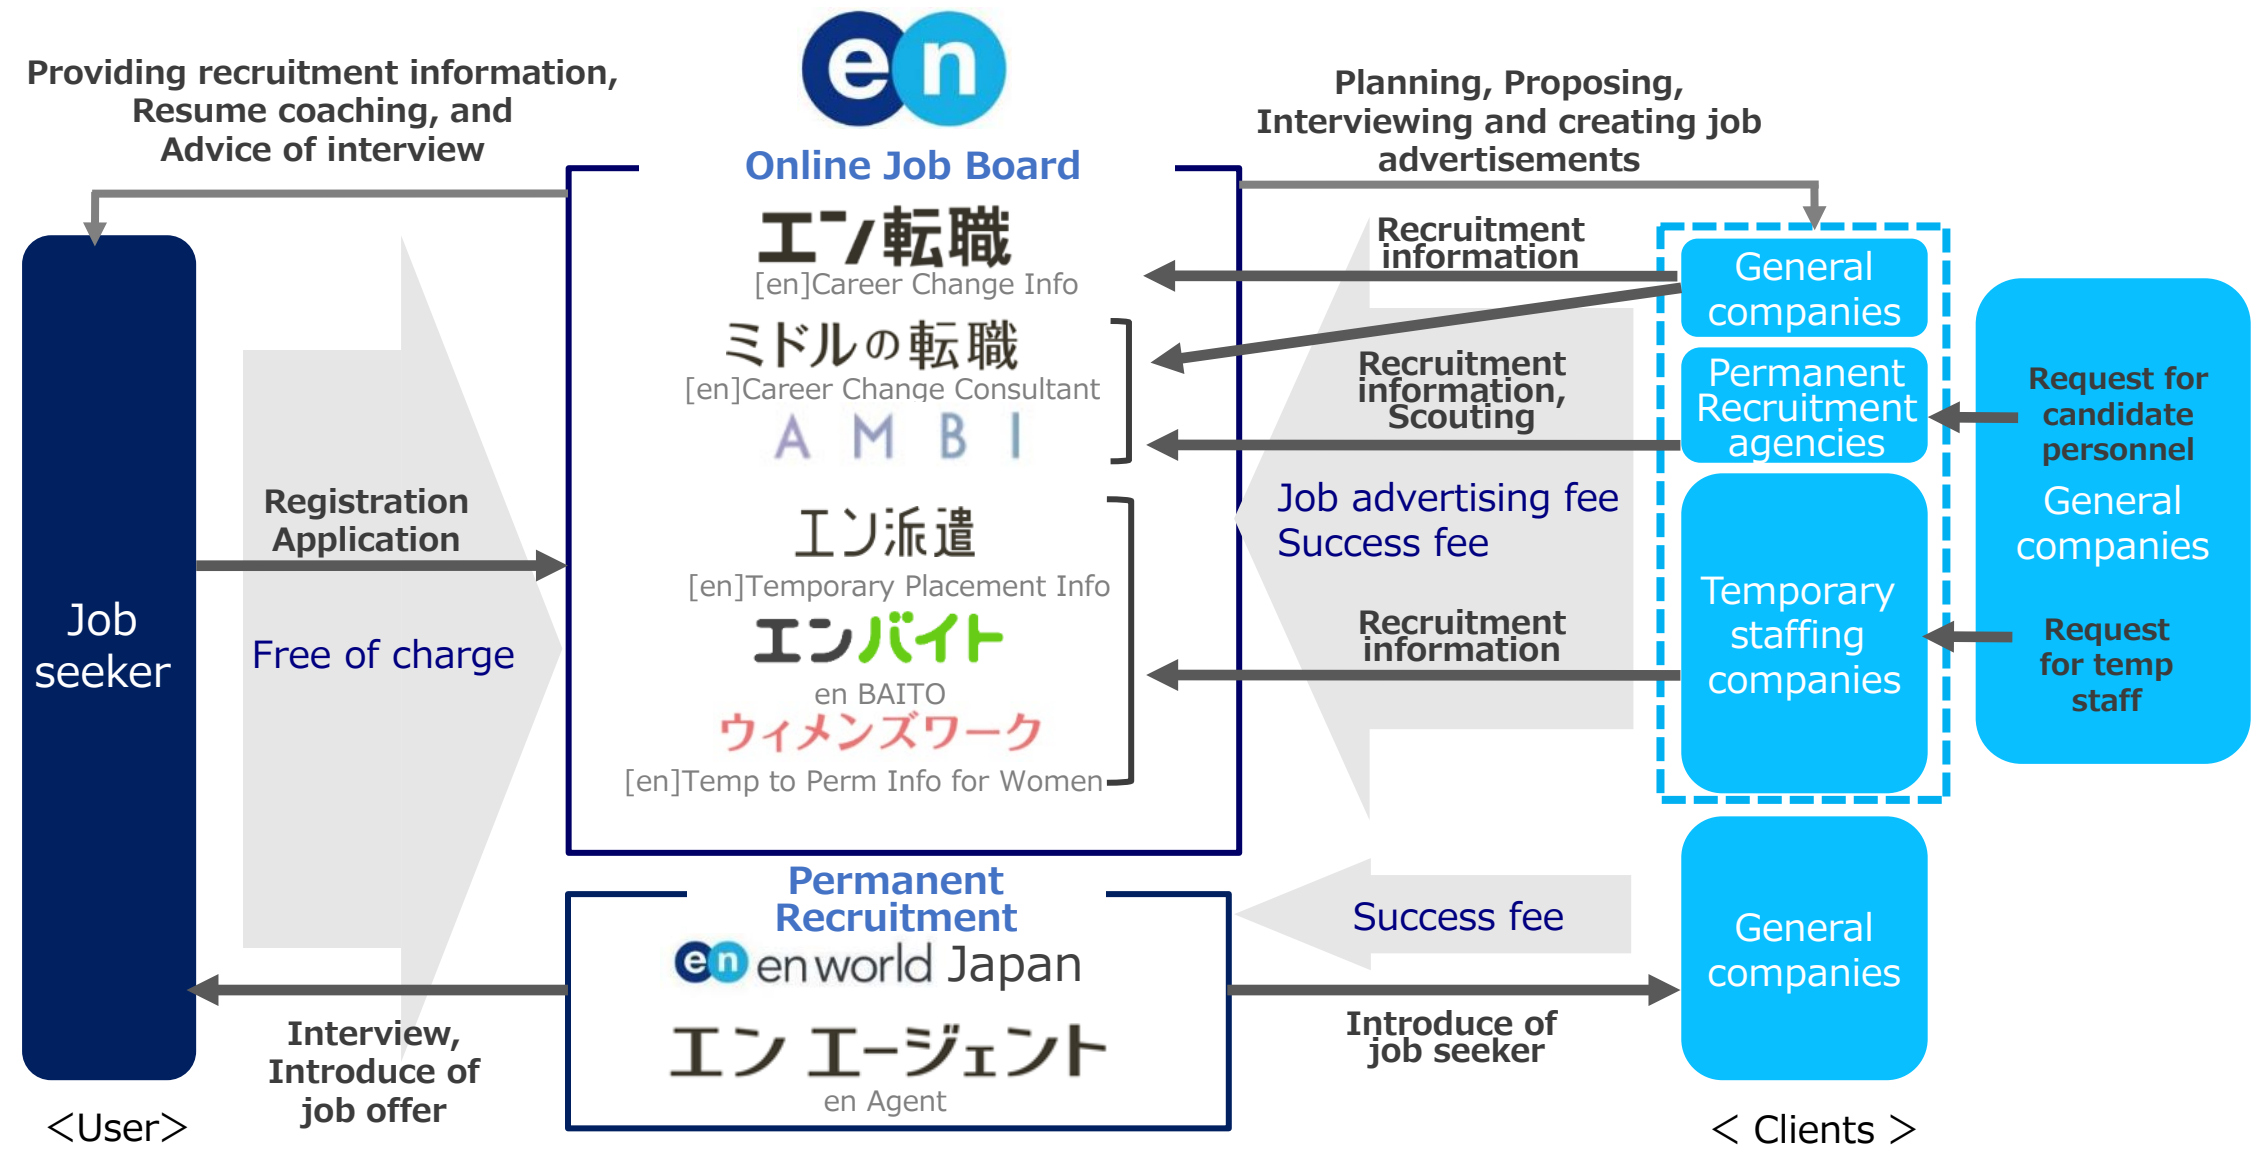 en
Providing recruitment information,
Resume coaching, and
Advice of interview
Planning, Proposing,
Interviewing and creating job
advertisements
Online Job Board
エン転職
[en]Career Change Info
ミドルの転職
[en]Career Change Consultant
AMBI
エン派遣
[en]Temporary Placement Info
エンバイト
en BAITO
ウィメンズワーク
[en]Temp to Perm Info for Women
Registration
Application
Free of charge
Job
seeker
Recruitment
information
Recruitment
information,
Scouting
Job advertising fee
Success fee
Recruitment
information
General
companies
Permanent
Recruitment
agencies
Temporary
staffing
companies
Request for
candidate
personnel
General
companies
Request
for temp
staff
Permanent
Recruitment
en en world Japan
エン エージェント
en Agent
Interview,
Introduce of
job offer
Success fee
Introduce of
job seeker
General
companies
＜User＞
＜ Clients ＞